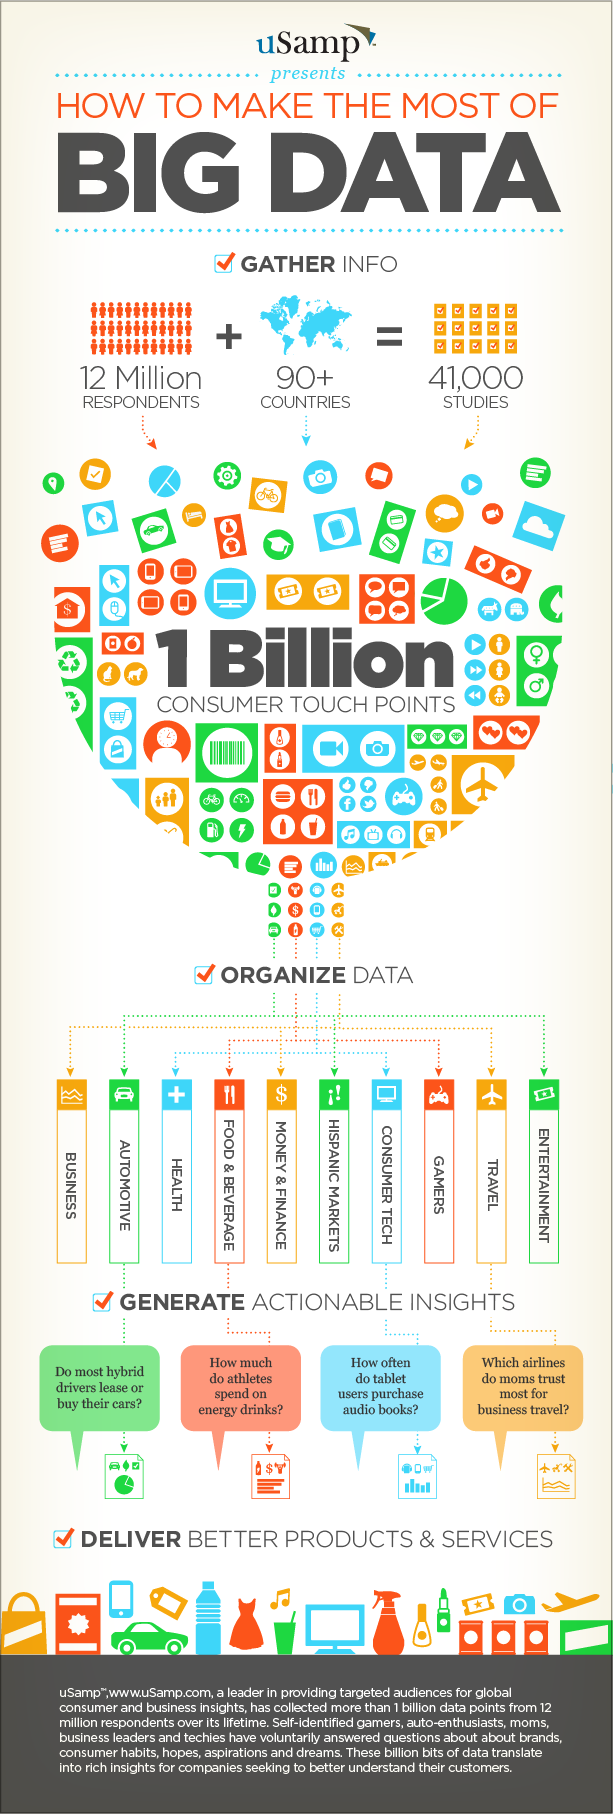 uSamp™
presents
HOW TO MAKE THE MOST OF
BIG DATA
GATHER INFO
+
=
12 Million
RESPONDENTS
90+
COUNTRIES
41,000
STUDIES
1 Billion
CONSUMER TOUCH POINTS
ORGANIZE DATA
BUSINESS
AUTOMOTIVE
HEALTH
FOOD & BEVERAGE
MONEY & FINANCE
HISPANIC MARKETS
CONSUMER TECH
GAMERS
TRAVEL
ENTERTAINMENT
GENERATE ACTIONABLE INSIGHTS
Do most hybrid
drivers lease or
buy their cars?
How much
do athletes
spend on
energy drinks?
How often
do tablet
users purchase
audio books?
Which airlines
do moms trust
most for
business travel?
DELIVER BETTER PRODUCTS & SERVICES
uSamp™,www.uSamp.com, a leader in providing targeted audiences for global
consumer and business insights, has collected more than 1 billion data points from 12
million respondents over its lifetime. Self-identified gamers, auto-enthusiasts, moms,
business leaders and techies have voluntarily answered questions about about brands,
consumer habits, hopes, aspirations and dreams. These billion bits of data translate
into rich insights for companies seeking to better understand their customers.